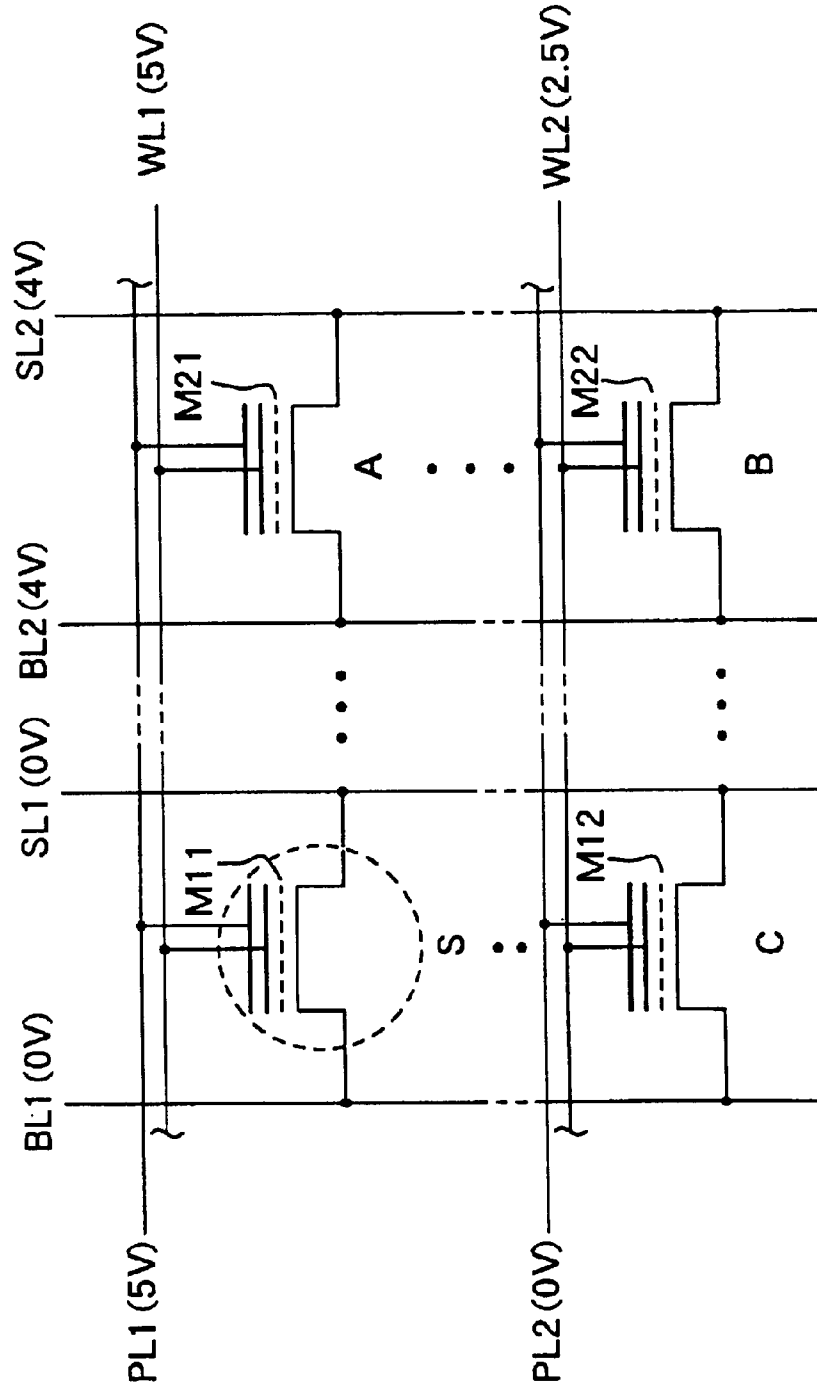 SL2 (4V)
BL2 (4V)
SL1 (0V)
BL1 (0V)
WL1 (5V)
PL1 (5V)
M21
M11
A
S
WL2 (2.5V)
PL2 (0V)
M22
M12
B
C